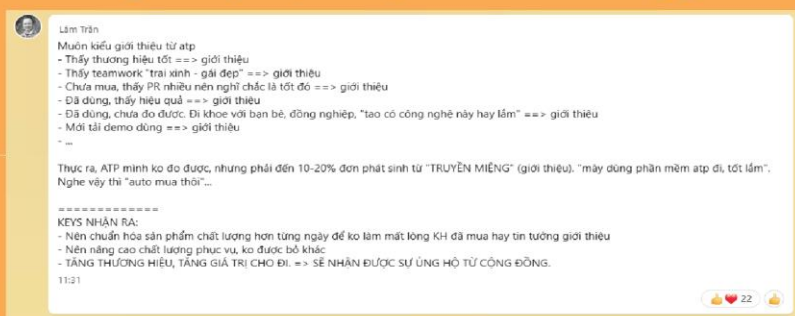 Lâm Trần
Muôn kiểu giới thiệu từ atp
- Thấy thương hiệu tốt ==> giới thiệu
- Thấy teamwork "trai xinh - gái đẹp" ==> giới thiệu
- Chưa mua, thấy PR nhiều nên nghĩ chắc là tốt đó ==> giới thiệu
- Đã dùng, thấy hiệu quả ==> giới thiệu
- Đã dùng, chưa đo được. Đi khoe với bạn bè, đồng nghiệp, "tao có công nghệ này hay lắm" ==> giới thiệu
- Mới tải demo dùng ==> giới thiệu
- ...
Thực ra, ATP mình ko đo được, nhưng phải đến 10-20% đơn phát sinh từ "TRUYỀN MIỆNG" (giới thiệu). "mày dùng phần mềm atp đi, tốt lắm".
Nghe vậy thì "auto mua thôi"...
=============
KEYS NHẬN RA:
- Nên chuẩn hóa sản phẩm chất lượng hơn từng ngày để ko làm mất lòng KH đã mua hay tin tưởng giới thiệu
- Nên nâng cao chất lượng phục vụ, ko được bỏ khác
- TĂNG THƯƠNG HIỆU, TĂNG GIÁ TRỊ CHO ĐI. => SẼ NHẬN ĐƯỢC SỰ ỦNG HỘ TỪ CỘNG ĐỒNG.
11:31
22